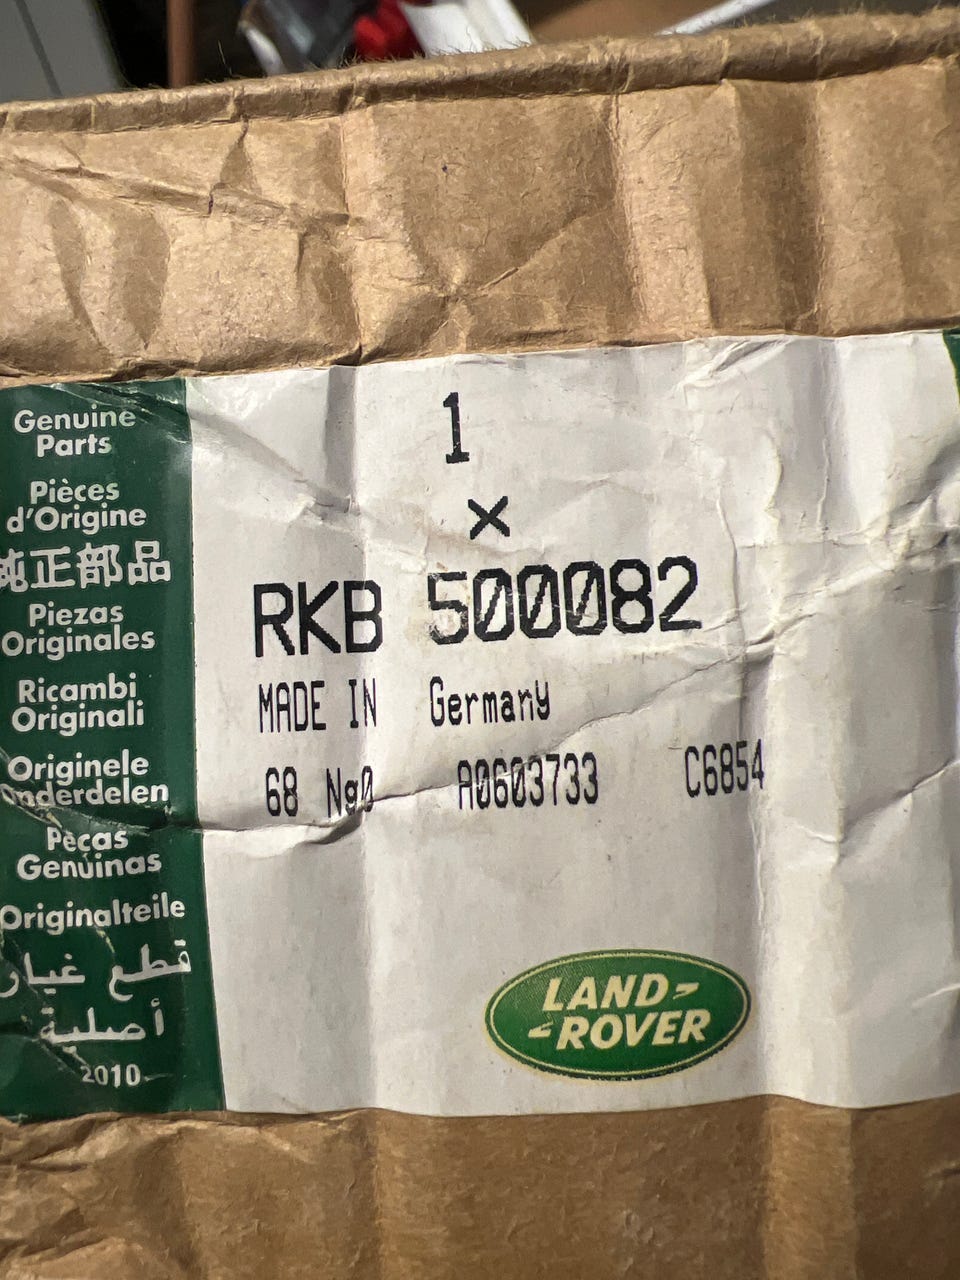 Genuine
Parts
Pièces
d'Origine
純正部品
Piezas
Originales
Ricambi
Originali
Originele
Onderdelen
Peças
Genúinas
Originalteile
قطع غيار
أصلية
2010
1
×
RKB 500082
MADE IN Germany
68 Ng0 A0603733 C6854
LAND-
-ROVER